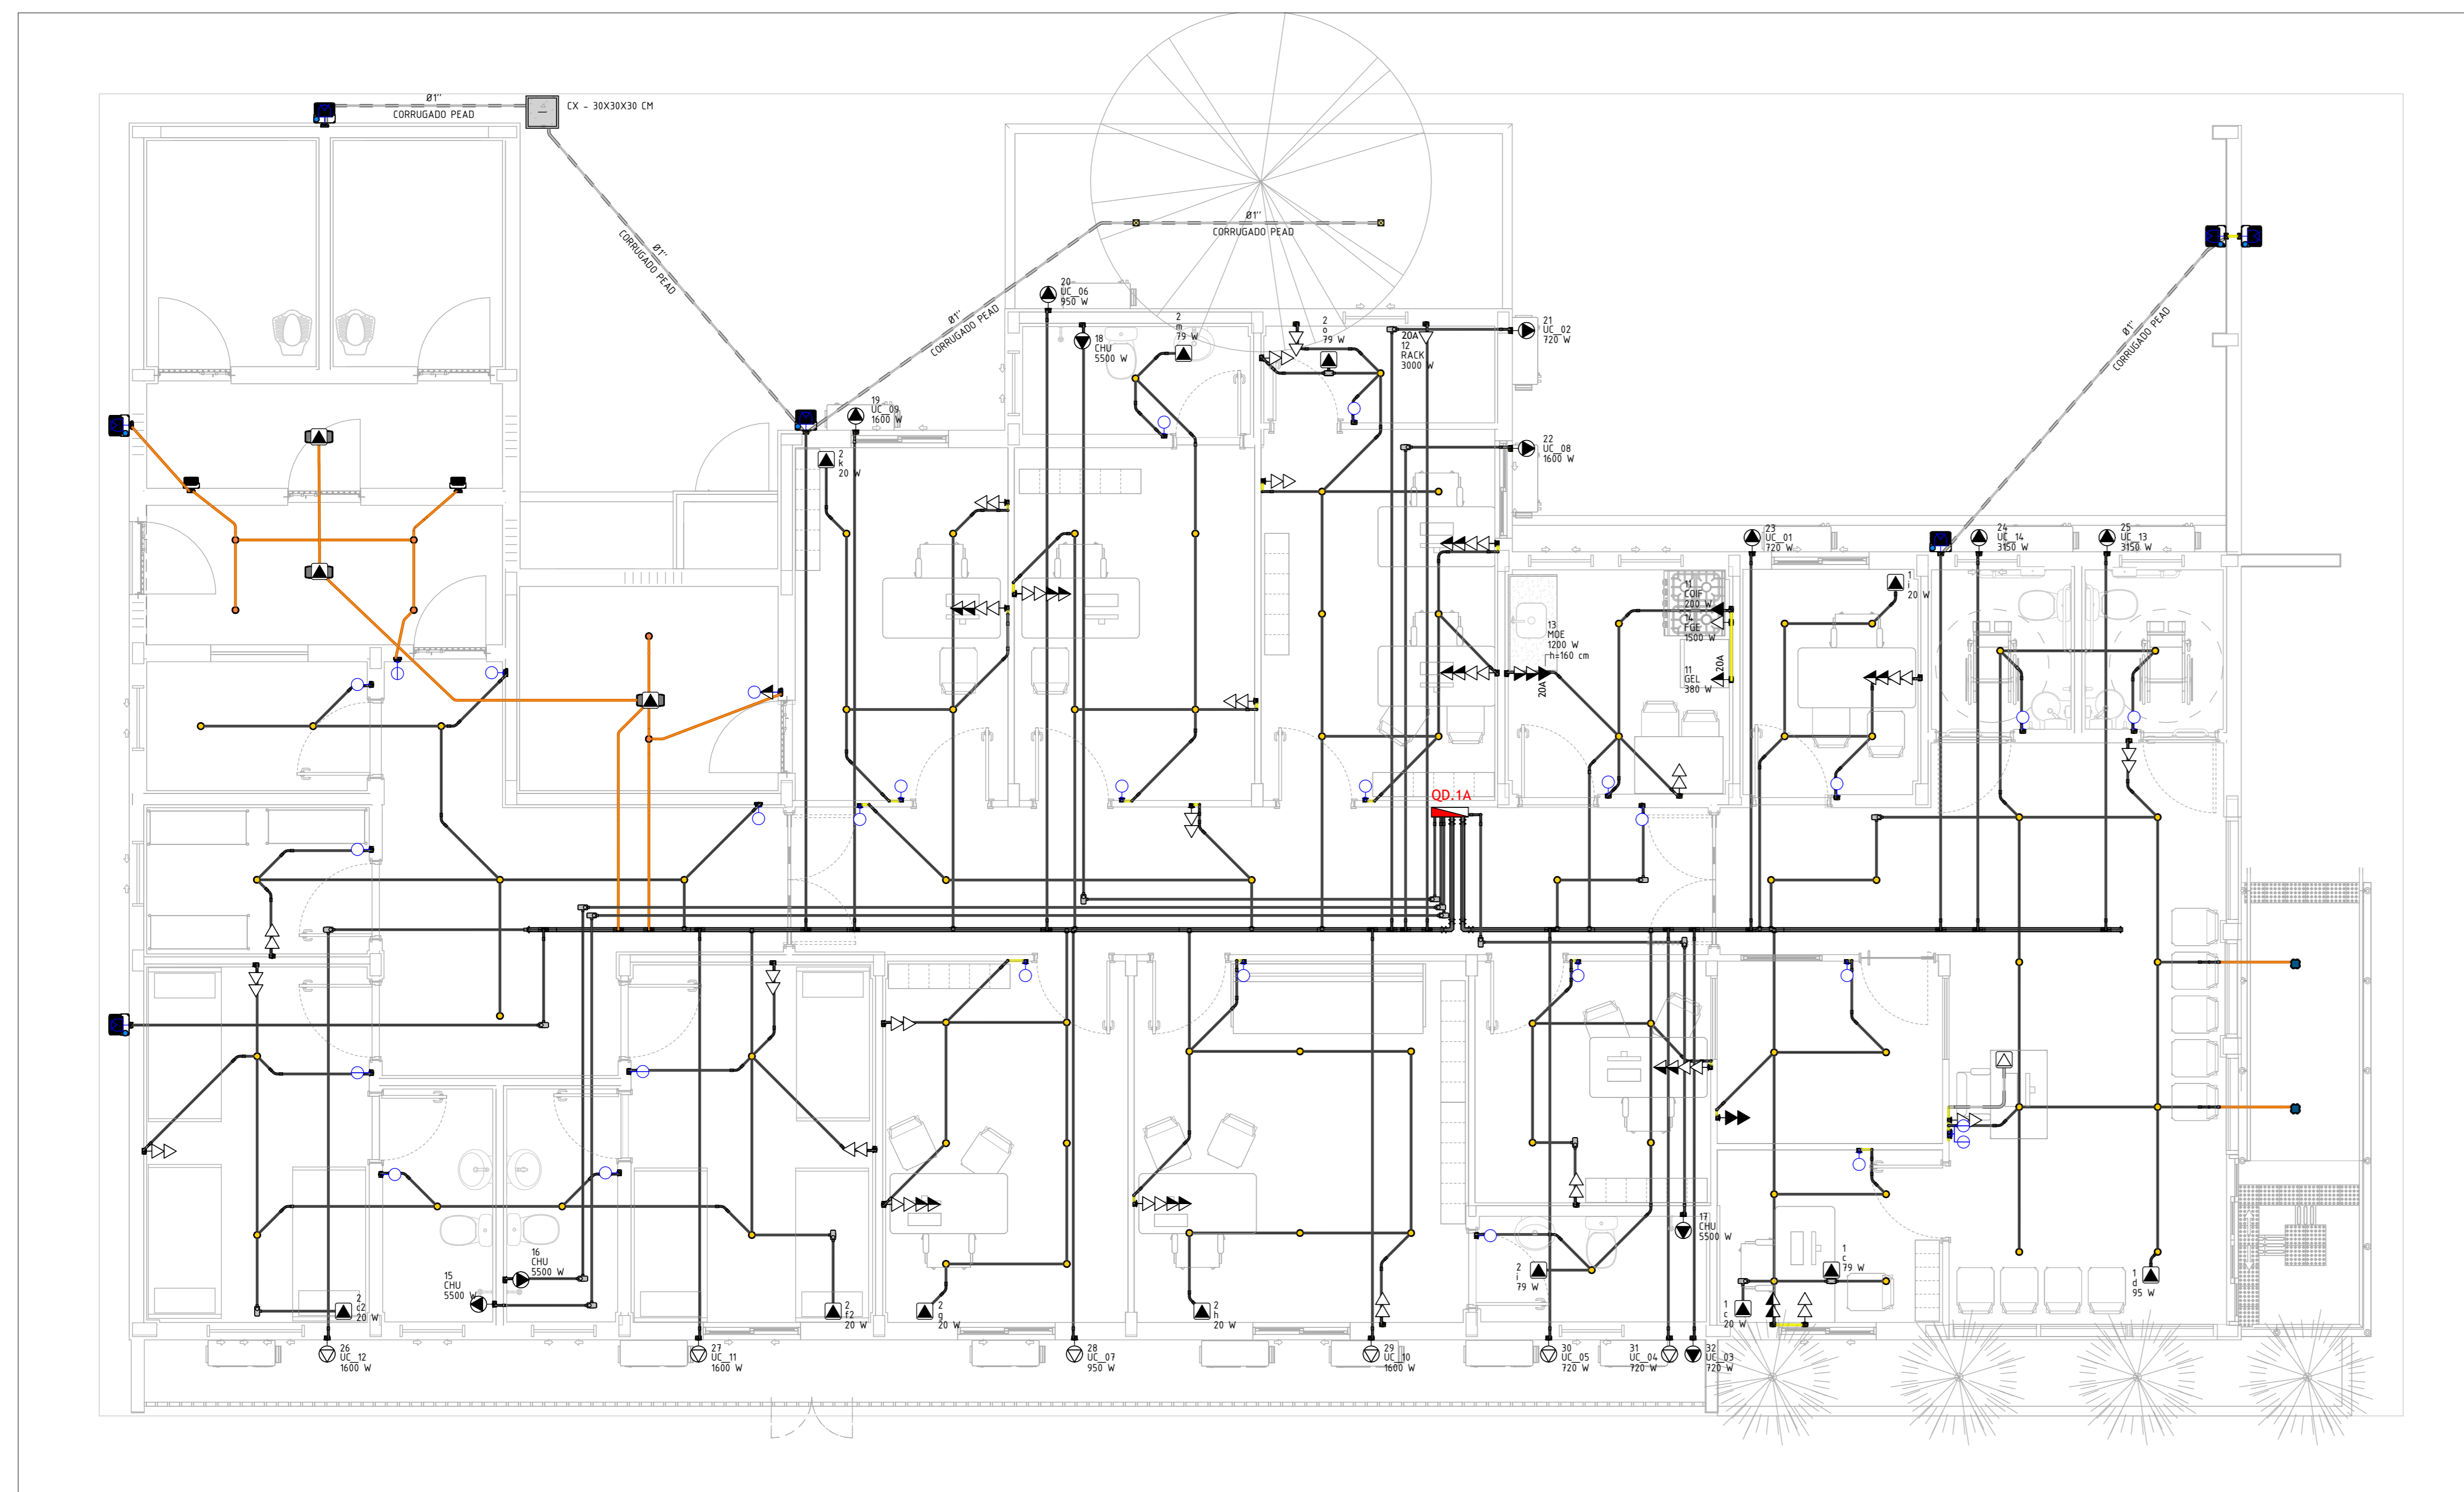 Ø1''
CORRUGADO PEAD
CX - 30X30X30 CM
Ø1''
CORRUGADO PEAD
Ø1''
CORRUGADO PEAD
Ø1''
CORRUGADO PEAD
Ø1''
CORRUGADO PEAD
20
UC_06
950 W
18
CHU
5500 W
2
m
79 W
2
o
79 W
20A
12
RACK
3000 W
21
UC_02
720 W
19
UC_09
1600 W
22
UC_08
1600 W
2
k
20 W
23
UC_01
720 W
24
UC_14
3150 W
25
UC_13
3150 W
11
COIF
200 W
14
FGE
1500 W
1
i
20 W
13
MOE
1200 W
h=160 cm
20A
20A
11
GEL
380 W
QD.1A
15
CHU
5500 W
16
CHU
5500 W
17
CHU
5500 W
2
i
79 W
1
c
79 W
1
d
95 W
2
c2
20 W
2
f2
20 W
2
g
20 W
2
h
20 W
1
c
20 W
26
UC_12
1600 W
27
UC_11
1600 W
28
UC_07
950 W
29
UC_10
1600 W
30
UC_05
720 W
31
UC_04
720 W
32
UC_03
720 W